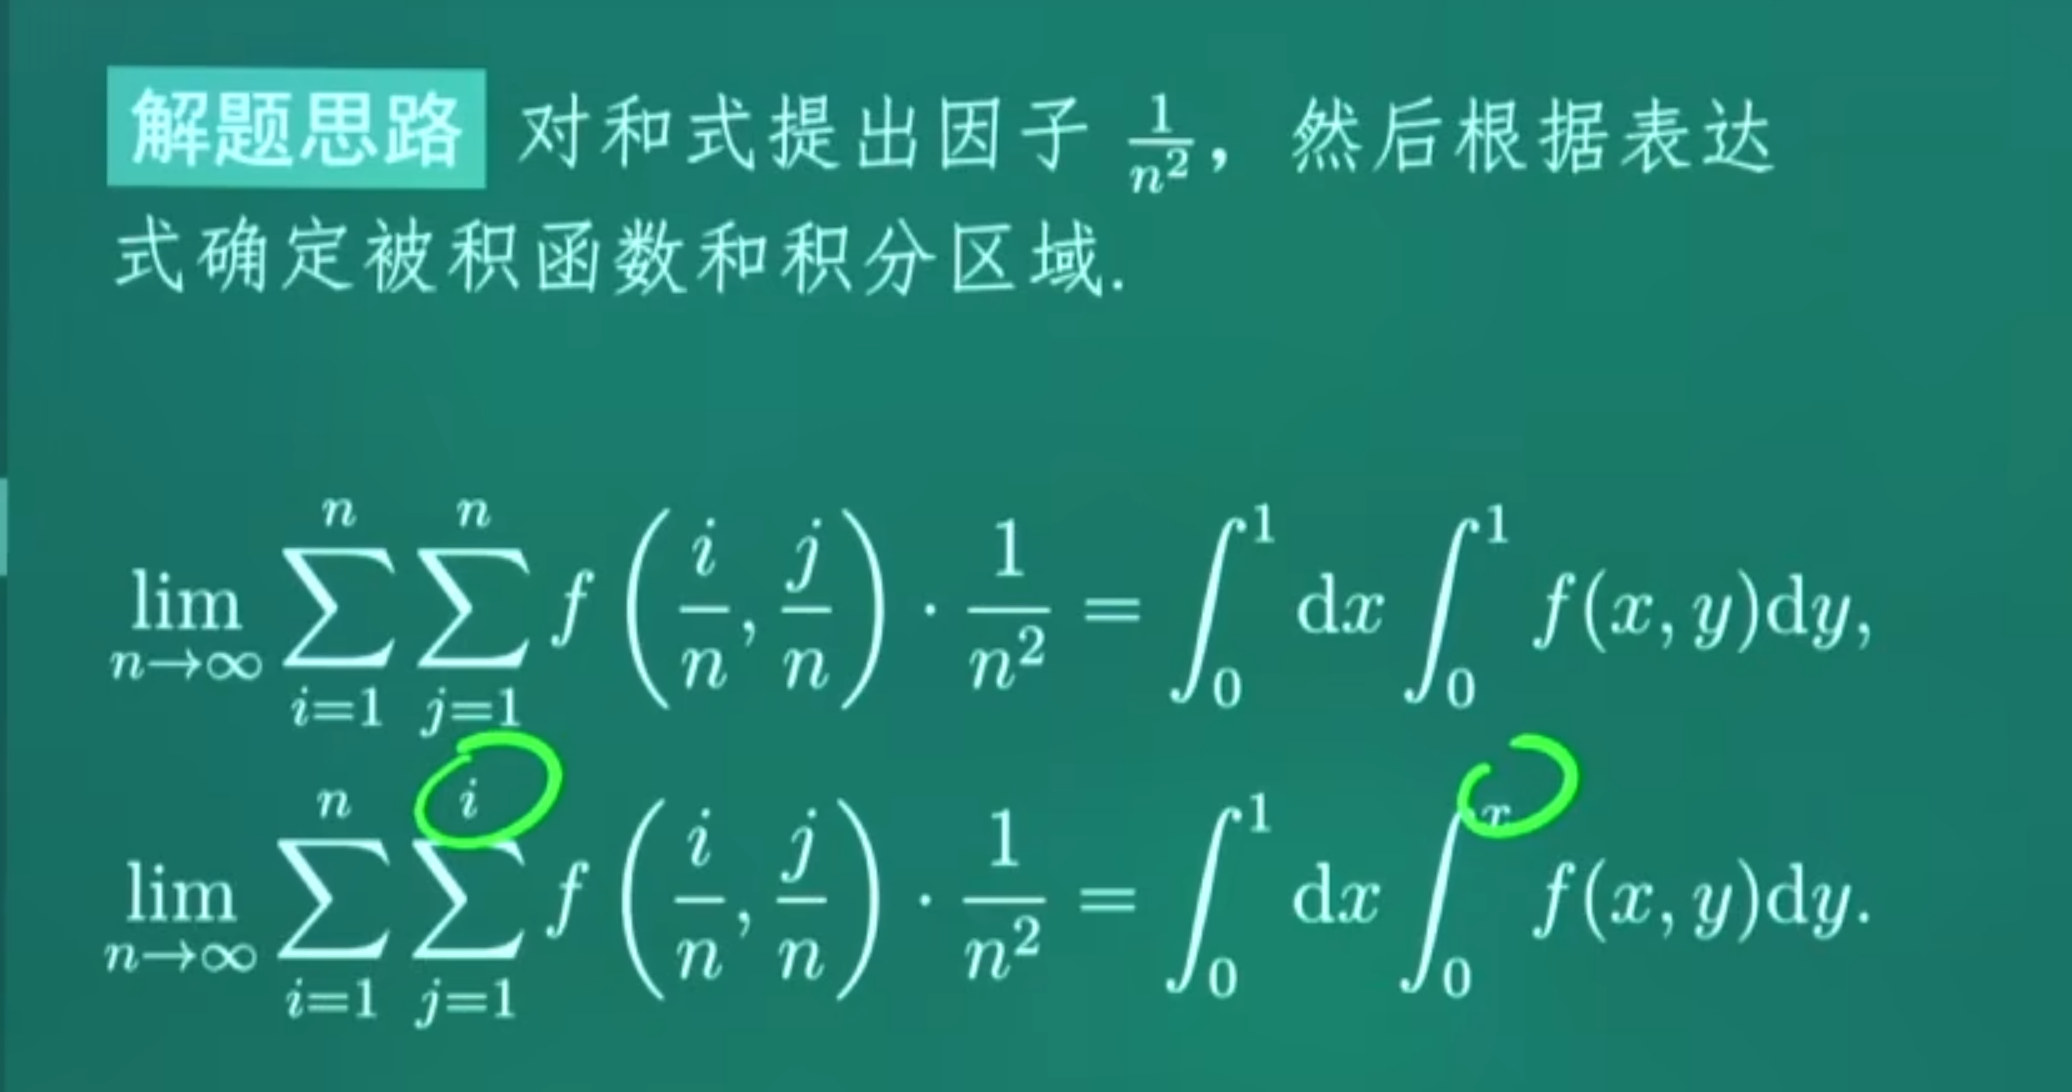 解题思路 对和式提出因子 $\frac{1}{n^2}$，然后根据表达
式确定被积函数和积分区域.
$\lim_{n\to\infty}\sum_{i=1}^{n}\sum_{j=1}^{n}f\left(\frac{i}{n},\frac{j}{n}\right)\cdot\frac{1}{n^2}=\int_0^1\mathrm{d}x\int_0^1 f(x,y)\mathrm{d}y,$
$\lim_{n\to\infty}\sum_{i=1}^{n}\sum_{j=1}^{i}f\left(\frac{i}{n},\frac{j}{n}\right)\cdot\frac{1}{n^2}=\int_0^1\mathrm{d}x\int_0^x f(x,y)\mathrm{d}y.$